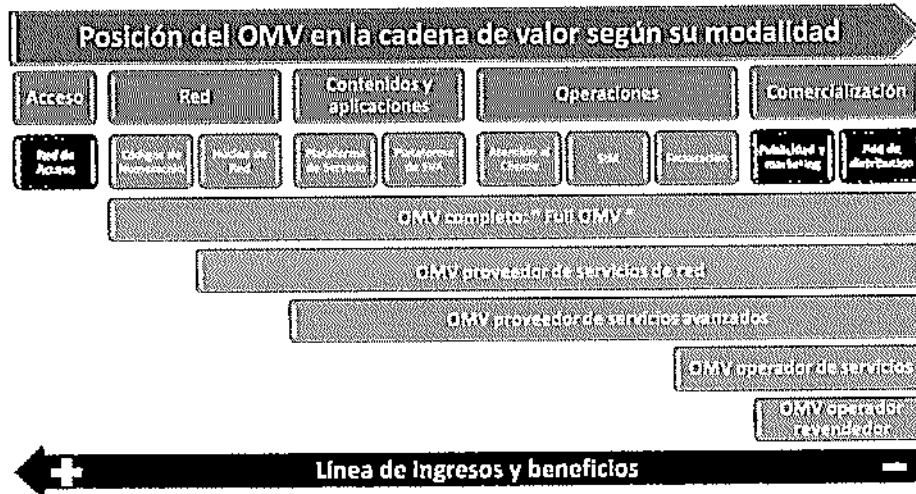 Posición del OMV en la cadena de valor según su modalidad
Acceso
Red
Contenidos y
aplicaciones
Operaciones
Comercialización
Red de
Acceso
Publicidad y
marketing
Red de
distribution
OMV completo " Full OMV "
OMV proveedor de servicios de red
OMV proveedor de servicios avanzados
OMV operador de servicios
OMV operador
revendedor
+
Línea de ingresos y beneficios
-